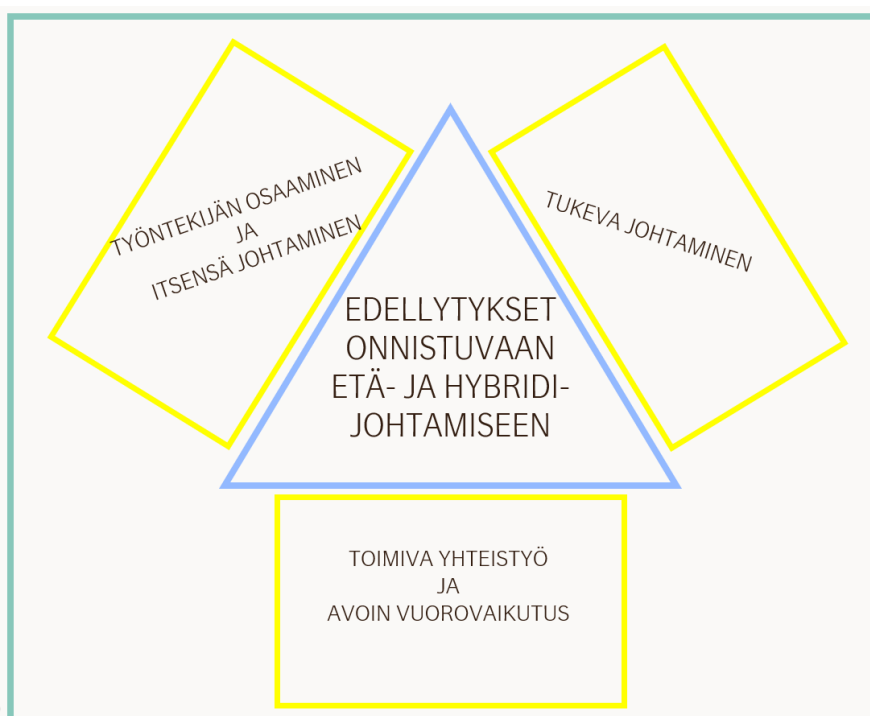 TYÖNTEKIJÄN OSAAMINEN
JA
ITSENSÄ JOHTAMINEN
TUKEVA JOHTAMINEN
EDELLYTYKSET
ONNISTUVAAN
ETÄ- JA HYBRIDI-
JOHTAMISEEN
TOIMIVA YHTEISTYÖ
JA
AVOIN VUOROVAIKUTUS